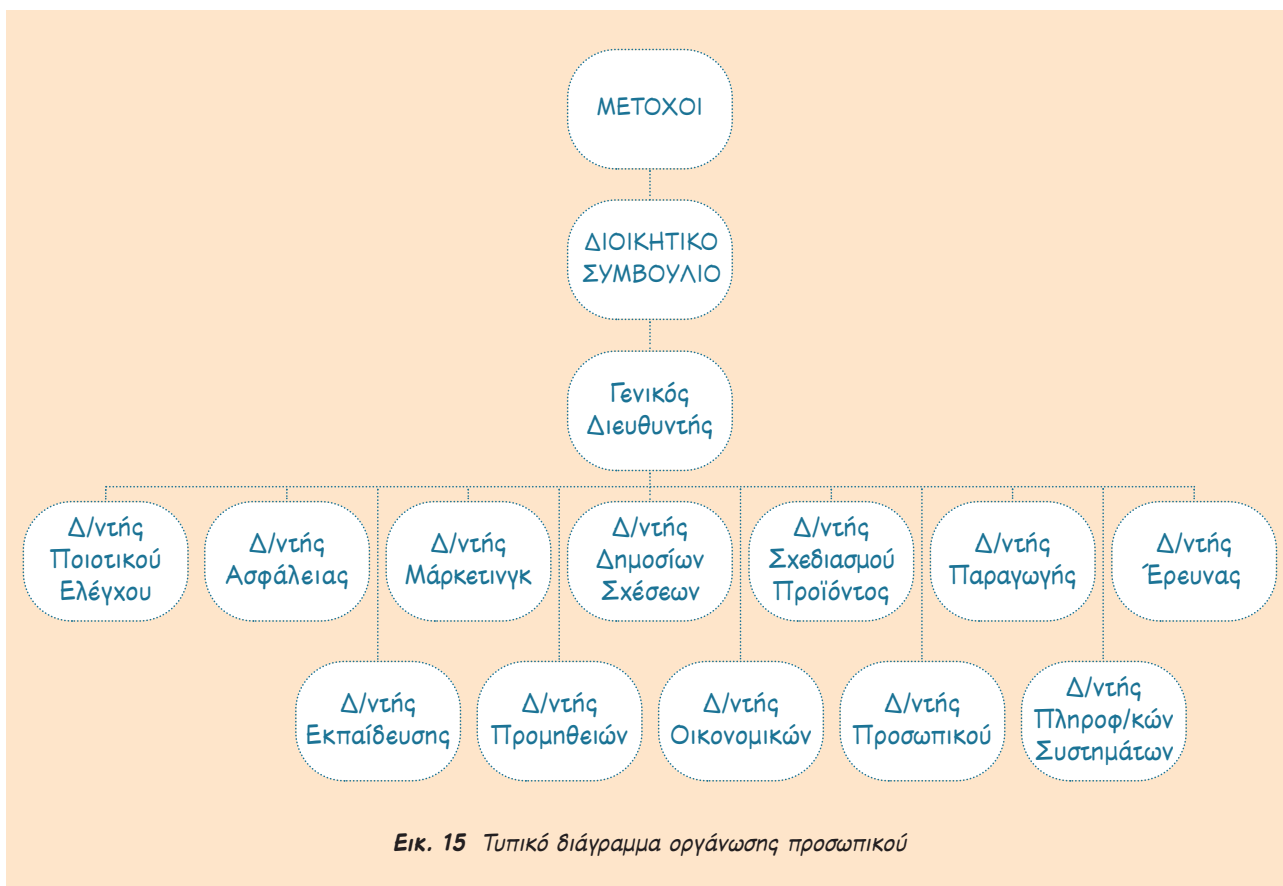 ΜΕΤΟΧΟΙ
ΔΙΟΙΚΗΤΙΚΟ
ΣΥΜΒΟΥΛΙΟ
Γενικός
Διευθυντής
Δ/ντής
Ποιοτικού
Ελέγχου
Δ/ντής
Ασφάλειας
Δ/ντής
Μάρκετινγκ
Δ/ντής
Δημοσίων
Σχέσεων
Δ/ντής
Σχεδιασμού
Προϊόντος
Δ/ντής
Παραγωγής
Δ/ντής
Έρευνας
Δ/ντής
Εκπαίδευσης
Δ/ντής
Προμηθειών
Δ/ντής
Οικονομικών
Δ/ντής
Προσωπικού
Δ/ντής
Πληροφ/κών
Συστημάτων
Εικ. 15 Τυπικό διάγραμμα οργάνωσης προσωπικού